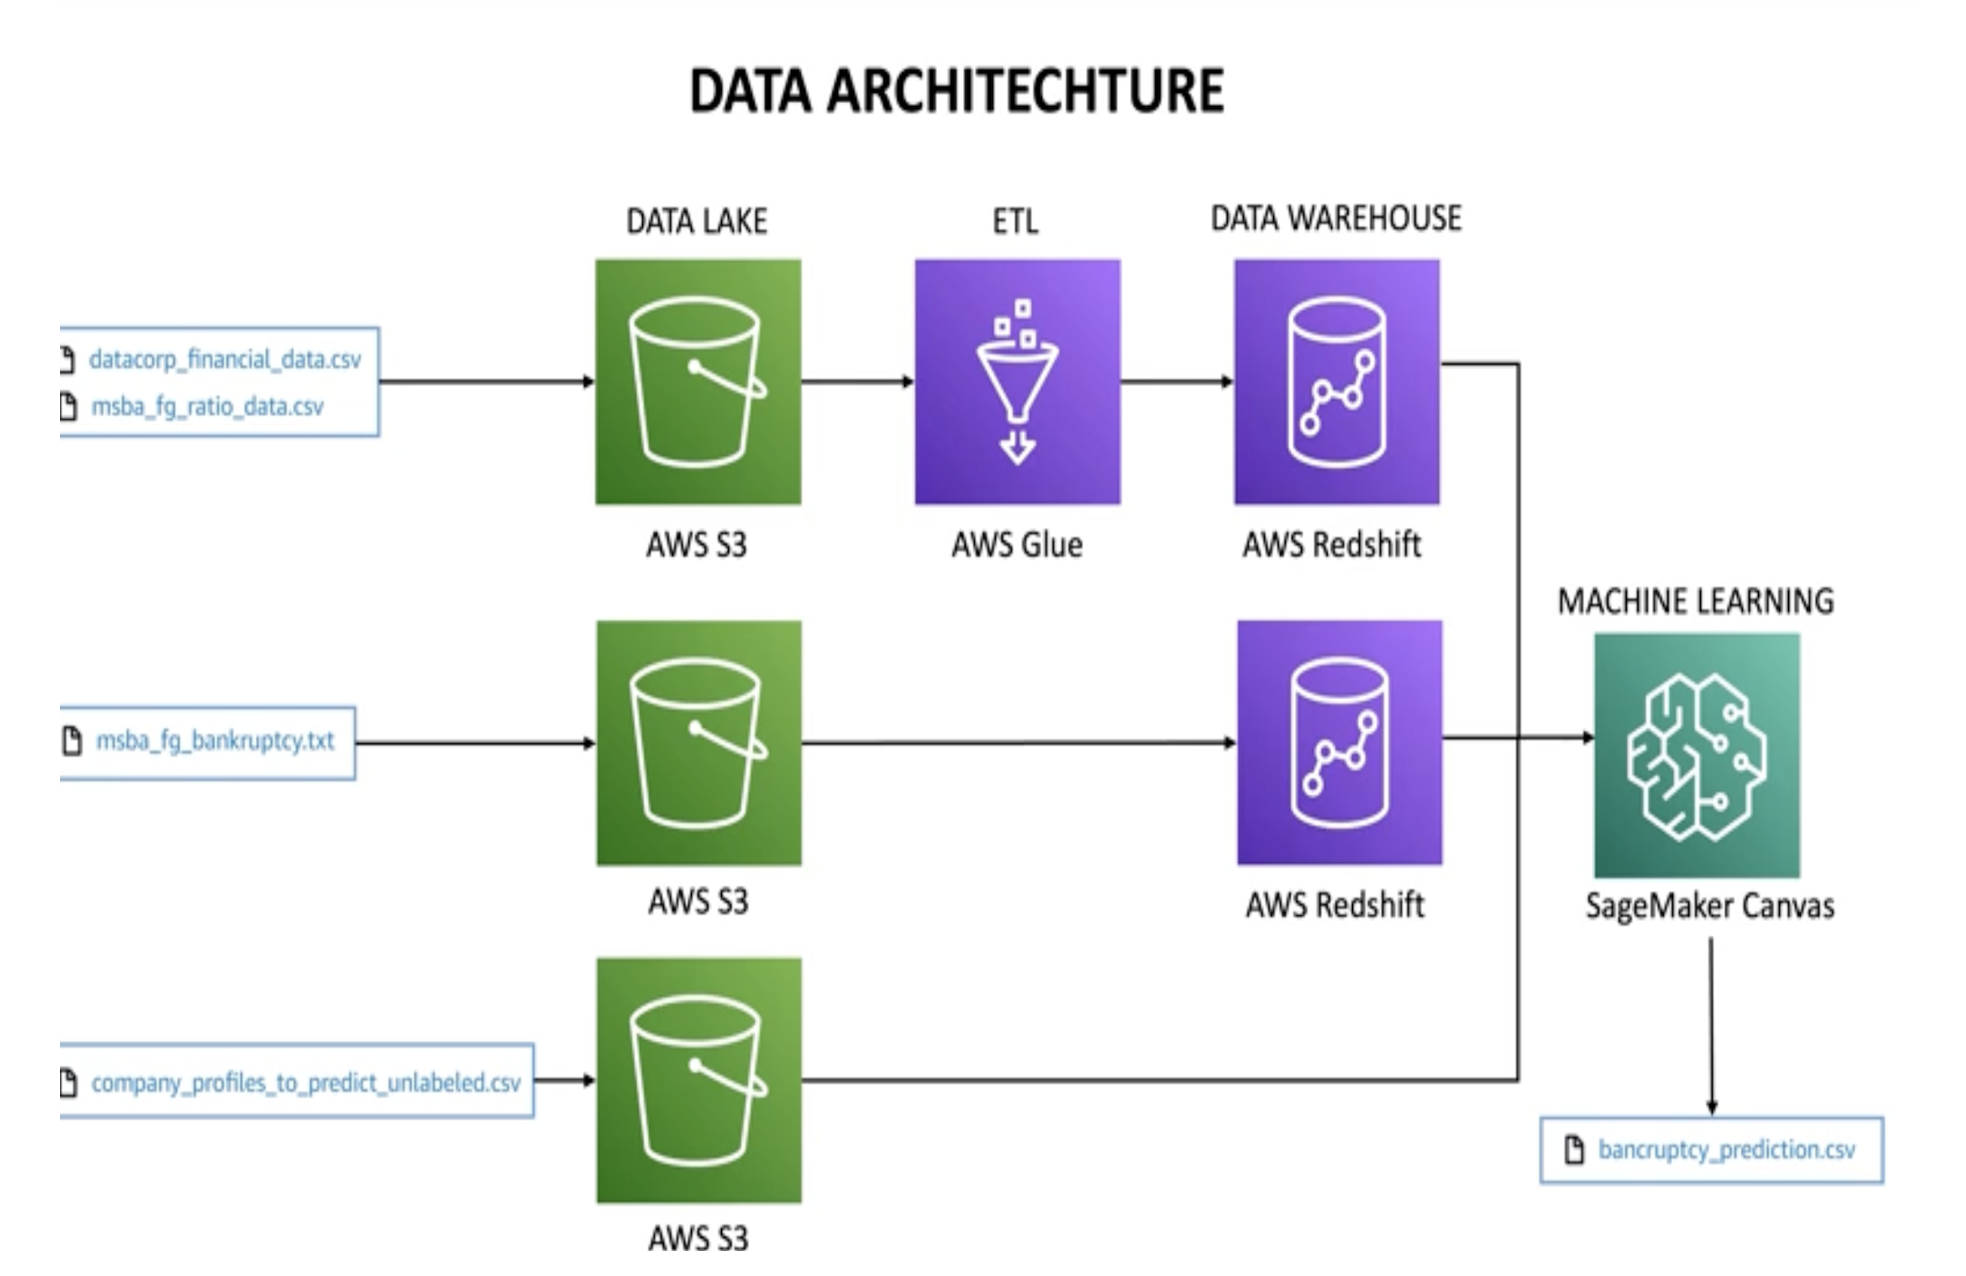 DATA ARCHITECHTURE
DATA LAKE
ETL
DATA WAREHOUSE
datacorp_financial_data.csv
msba_fg_ratio_data.csv
AWS S3
AWS Glue
AWS Redshift
MACHINE LEARNING
msba_fg_bankruptcy.txt
AWS S3
AWS Redshift
SageMaker Canvas
company_profiles_to_predict_unlabeled.csv
bancruptcy_prediction.csv
AWS S3